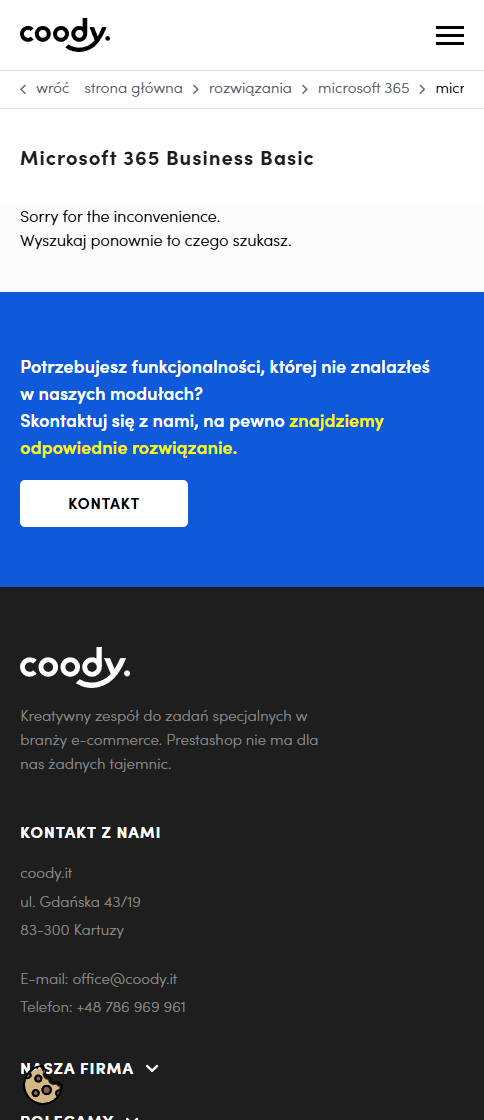 coody.
wróć strona główna rozwiązania microsoft 365 micr
Microsoft 365 Business Basic
Sorry for the inconvenience.
Wyszukaj ponownie to czego szukasz.
Potrzebujesz funkcjonalności, której nie znalazłeś
w naszych modułach?
Skontaktuj się z nami, na pewno znajdziemy
odpowiednie rozwiązanie.
KONTAKT
coody.
Kreatywny zespół do zadań specjalnych w
branży e-commerce. Prestashop nie ma dla
nas żadnych tajemnic.
KONTAKT Z NAMI
coody.it
ul. Gdańska 43/19
83-300 Kartuzy
E-mail: office@coody.it
Telefon: +48 786 969 961
NASZA FIRMA
POLECAMY